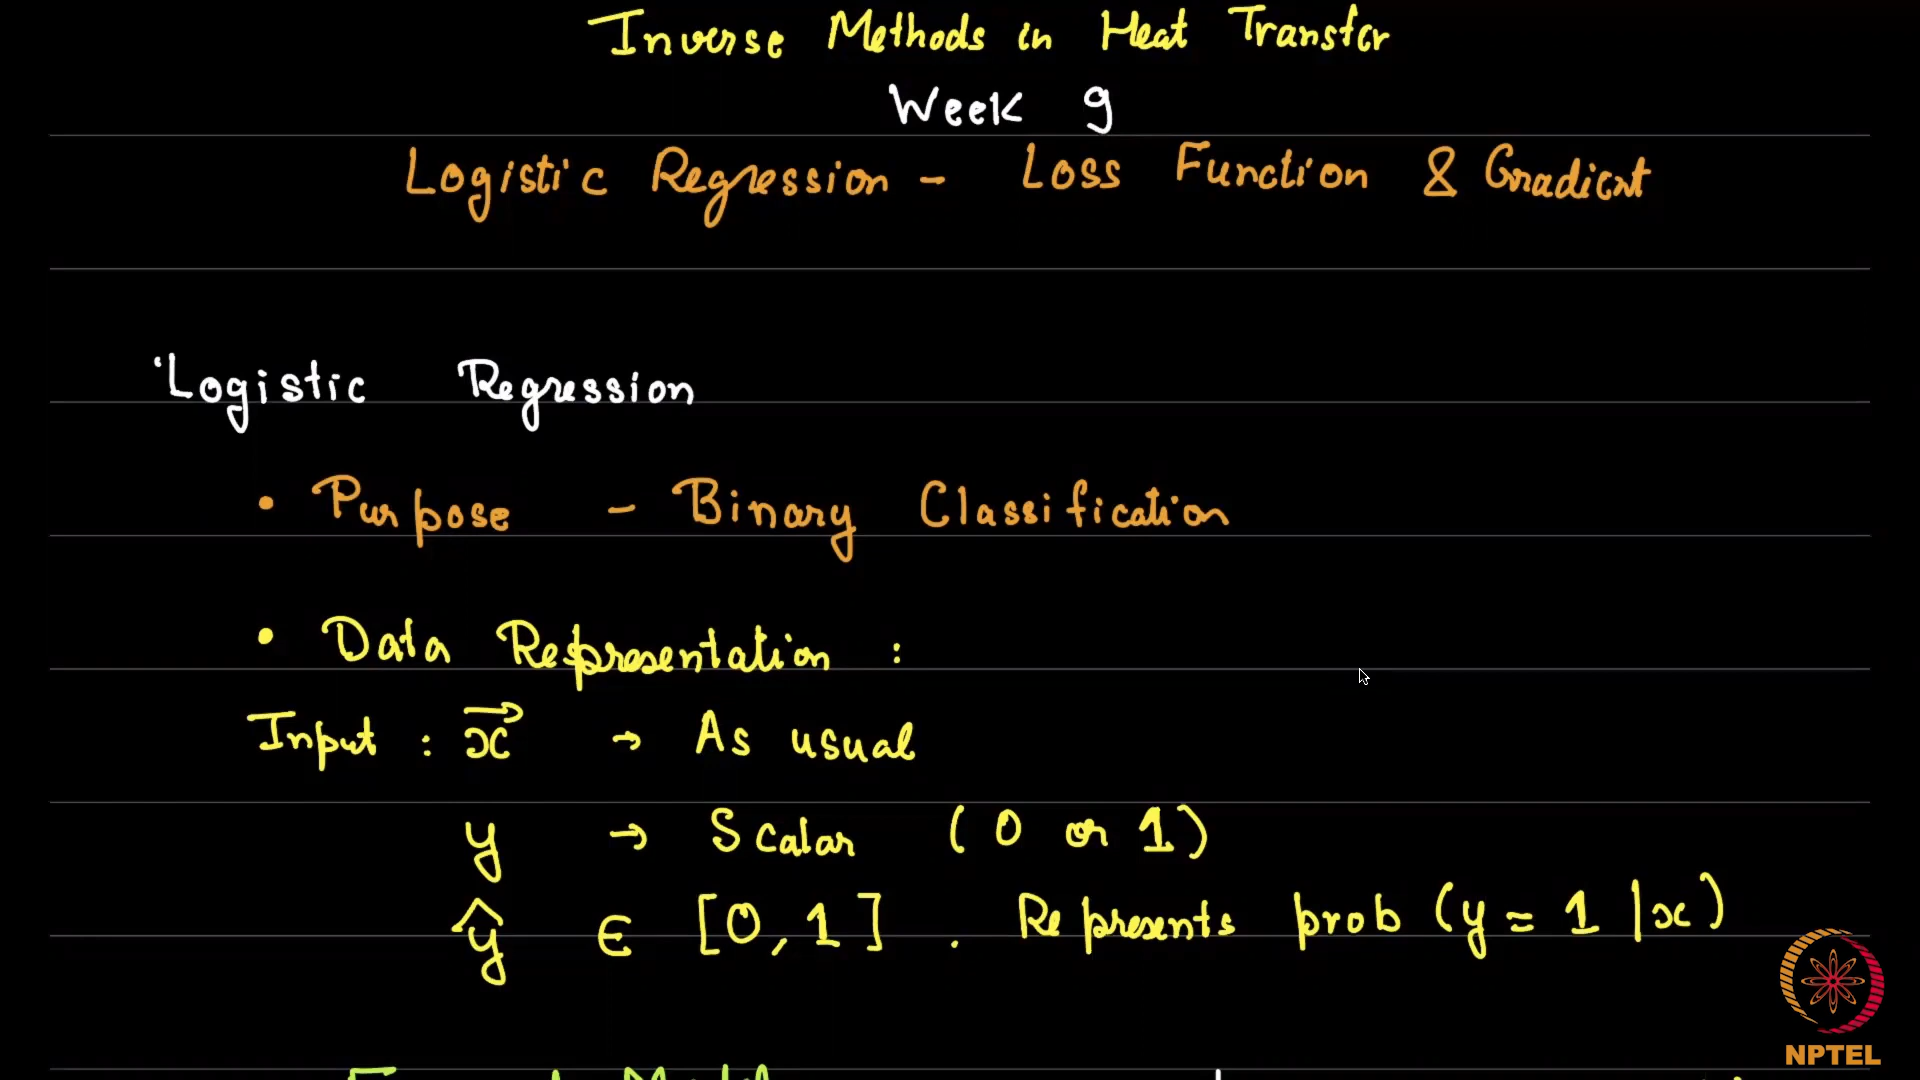 Inverse Methods in Heat Transfer
Week 9
Logistic Regression - Loss Function & Gradient
Logistic Regression
• Purpose - Binary Classification
• Data Representation :
Input : x⃗ → As usual
y → Scalar (0 or 1)
ŷ ∈ [0, 1] . Represents prob (y = 1 | x)
NPTEL